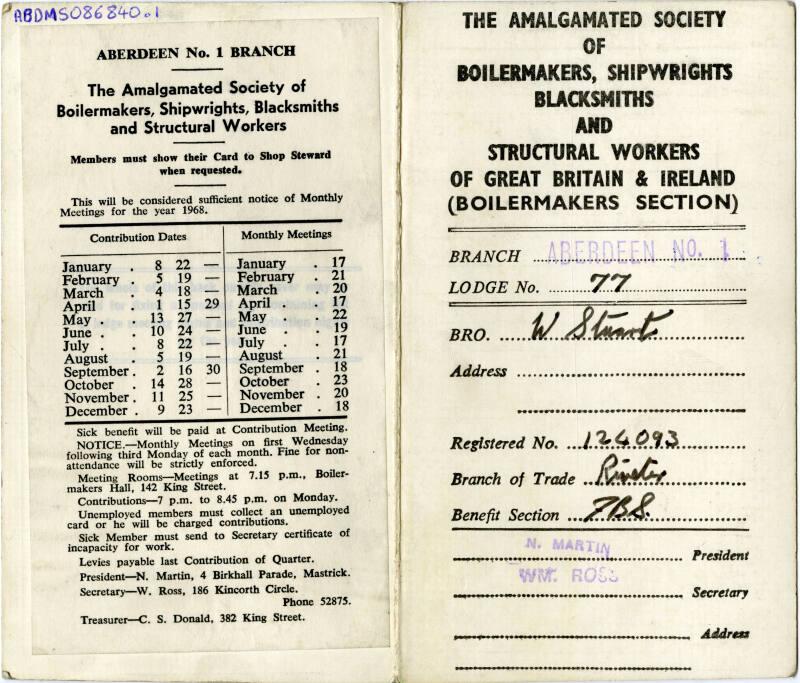 ABDMS086840.1
ABERDEEN No. 1 BRANCH
The Amalgamated Society of
Boilermakers, Shipwrights, Blacksmiths
and Structural Workers
Members must show their Card to Shop Steward
when requested.
This will be considered sufficient notice of Monthly
Meetings for the year 1968.
Contribution Dates Monthly Meetings
January . 8 22 — January . 17
February . 5 19 — February . 21
March . 4 18 — March . 20
April . 1 15 29 April . 17
May . 13 27 — May . 22
June . 10 24 — June . 19
July . 8 22 — July . 17
August . 5 19 — August . 21
September . 2 16 30 September . 18
October . 14 28 — October . 23
November . 11 25 — November . 20
December . 9 23 — December . 18
Sick benefit will be paid at Contribution Meeting.
NOTICE.—Monthly Meetings on first Wednesday
following third Monday of each month. Fine for non-
attendance will be strictly enforced.
Meeting Rooms—Meetings at 7.15 p.m., Boiler-
makers Hall, 142 King Street.
Contributions—7 p.m. to 8.45 p.m. on Monday.
Unemployed members must collect an unemployed
card or he will be charged contributions.
Sick Member must send to Secretary certificate of
incapacity for work.
Levies payable last Contribution of Quarter.
President—N. Martin, 4 Birkhall Parade, Mastrick.
Secretary—W. Ross, 186 Kincorth Circle.
Phone 52875.
Treasurer—C. S. Donald, 382 King Street.
THE AMALGAMATED SOCIETY
OF
BOILERMAKERS, SHIPWRIGHTS
BLACKSMITHS
AND
STRUCTURAL WORKERS
OF GREAT BRITAIN & IRELAND
(BOILERMAKERS SECTION)
BRANCH ABERDEEN NO. 1
LODGE No. 77
BRO. W Stuart
Address
Registered No. 124093
Branch of Trade Riveter
Benefit Section 7BS.
N. MARTIN President
WM. ROSS
Secretary
Address